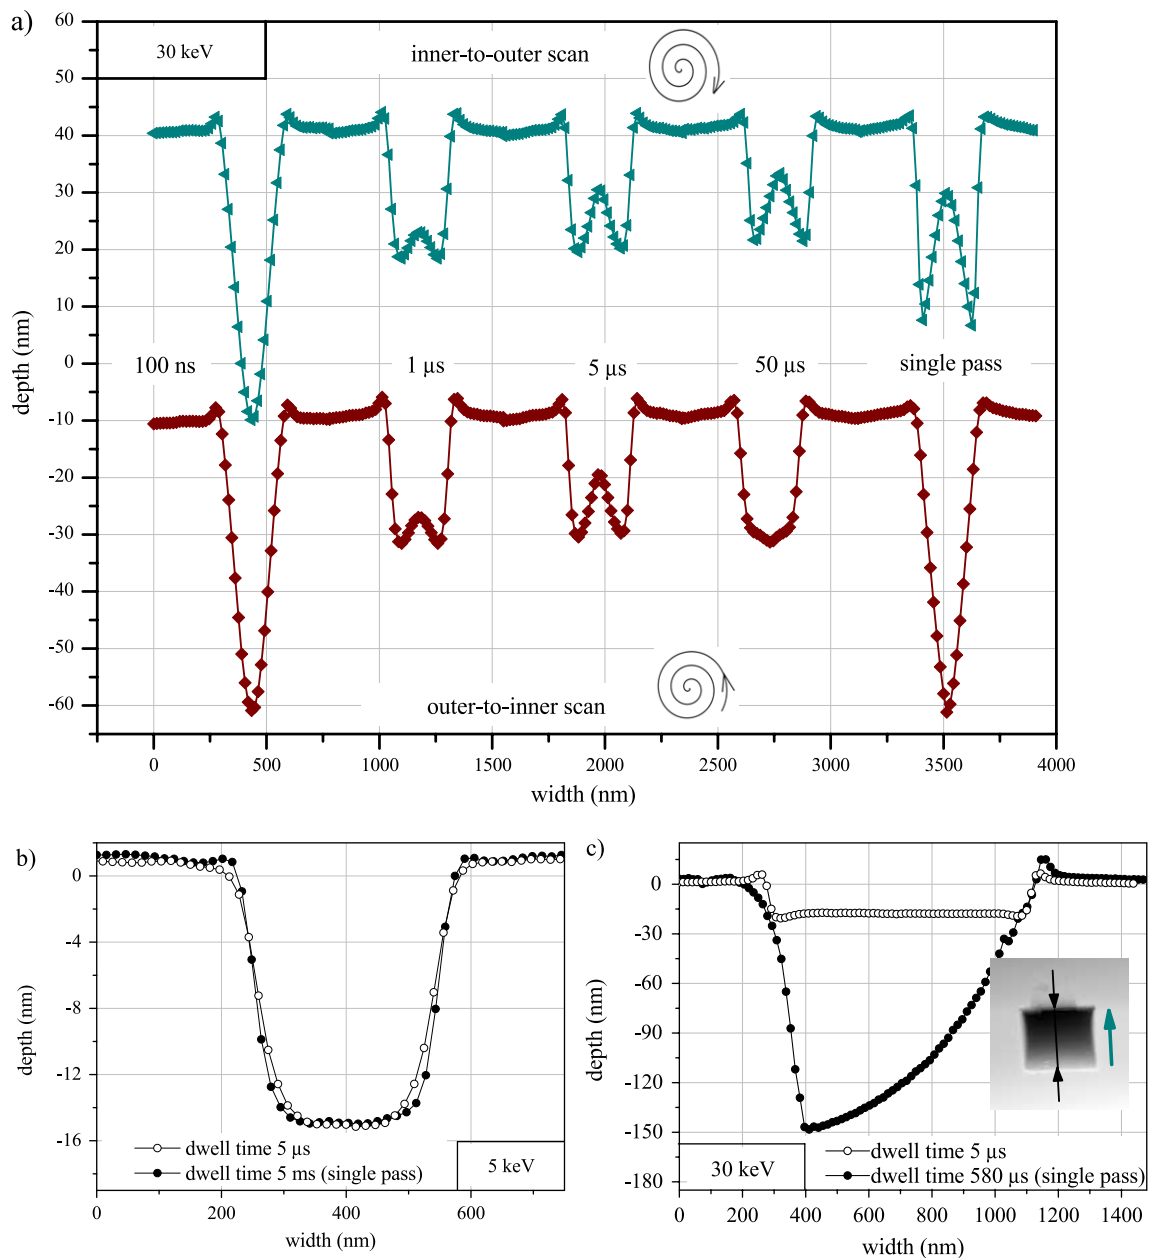 a)
60
30 keV
inner-to-outer scan
50
40
30
20
10
0
100 ns
1 μs
5 μs
50 μs
single pass
-10
-20
-30
-40
-50
-60
depth (nm)
outer-to-inner scan
0
500
1000
1500
2000
2500
3000
3500
4000
width (nm)
b)
0
-4
-8
-12
-16
depth (nm)
dwell time 5 μs
dwell time 5 ms (single pass)
5 keV
0
200
400
600
width (nm)
c)
0
-30
-60
-90
-120
-150
-180
depth (nm)
30 keV
dwell time 5 μs
dwell time 580 μs (single pass)
0
200
400
600
800
1000
1200
1400
width (nm)